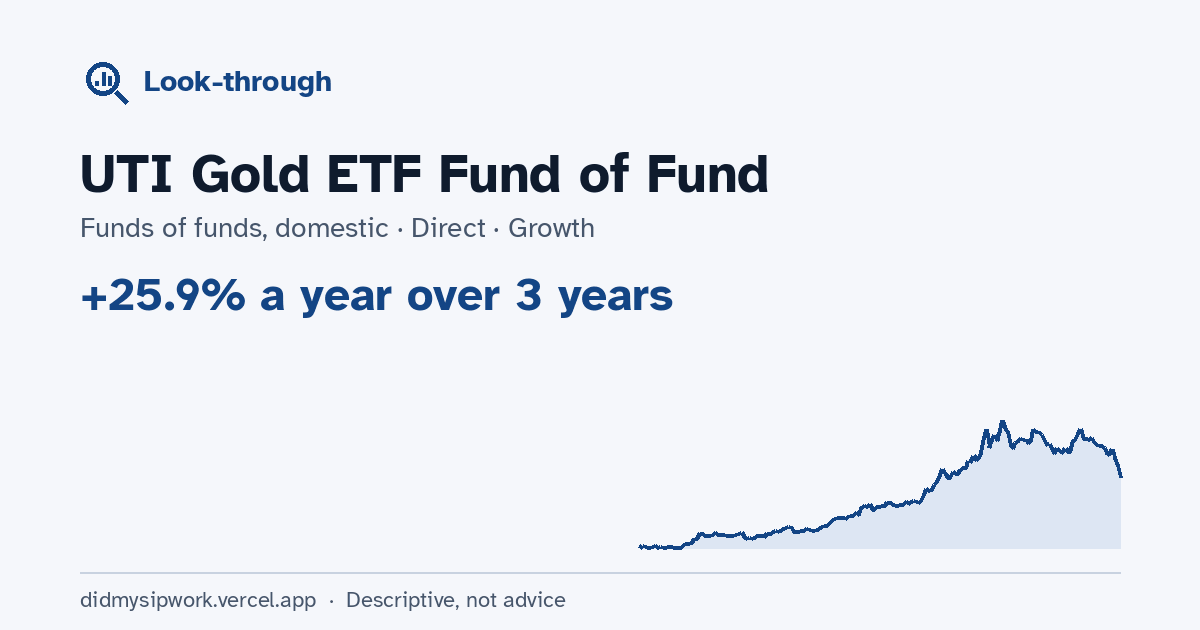 Look-through
UTI Gold ETF Fund of Fund
Funds of funds, domestic · Direct · Growth
+25.9% a year over 3 years
didmysipwork.vercel.app · Descriptive, not advice